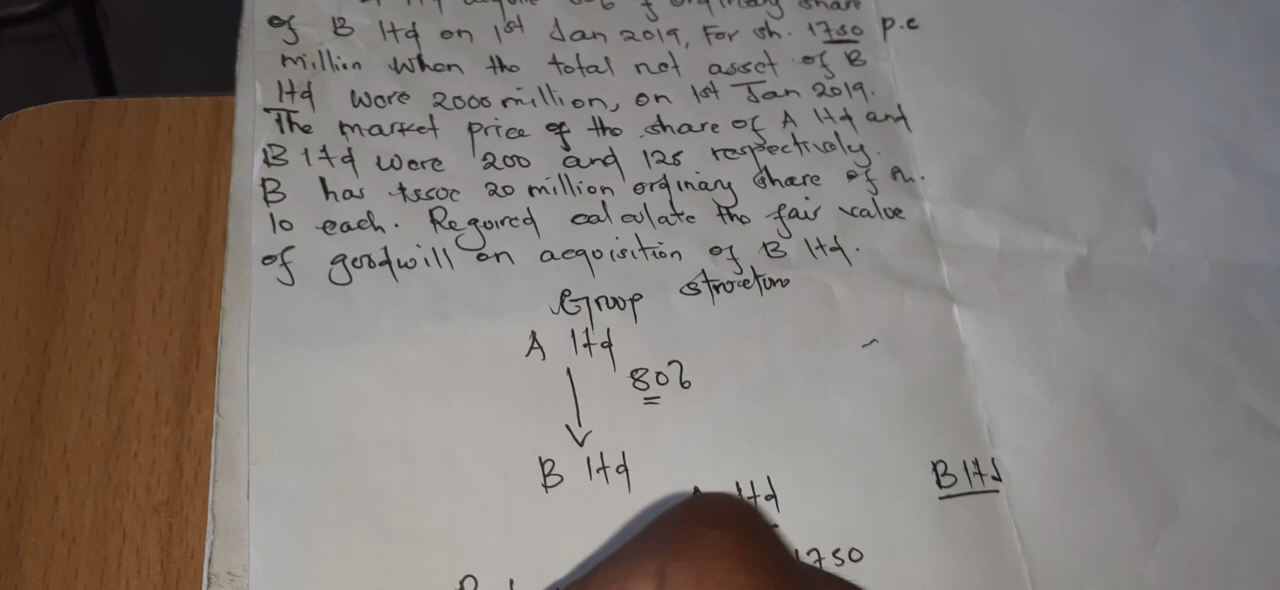 ordinary share
of B ltd on 1st Jan 2019, For sh. 1750 p.c
million when the total net asset of B
ltd were 2000 million, on 1st Jan 2019.
The market price of the share of A ltd and
B ltd were 200 and 125 respectively.
B has issue 20 million ordinary share of sh.
10 each. Required calculate the fair value
of goodwill on acquisition of B ltd.
Group structure
A ltd
80%
B ltd
ltd
B ltd
1750